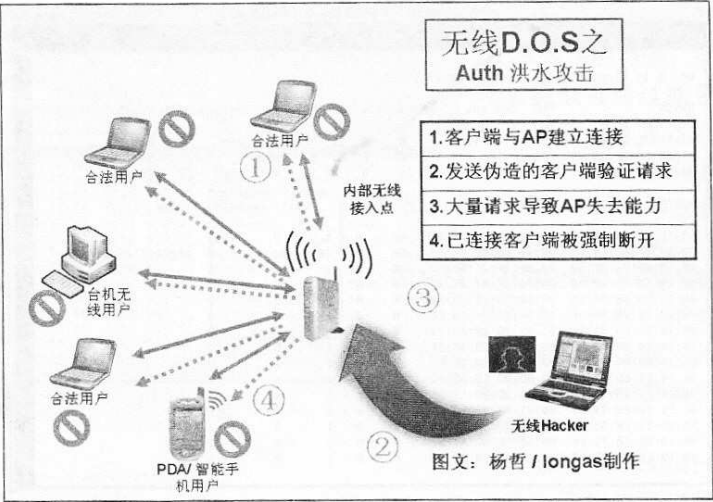 无线D.O.S之
Auth 洪水攻击
1.客户端与AP建立连接
2.发送伪造的客户端验证请求
3.大量请求导致AP失去能力
4.已连接客户端被强制断开
合法用户
合法用户
①
内部无线
接入点
台机无
线用户
③
合法用户
④
PDA/ 智能手
机用户
②
无线Hacker
图文：杨哲 / longas制作